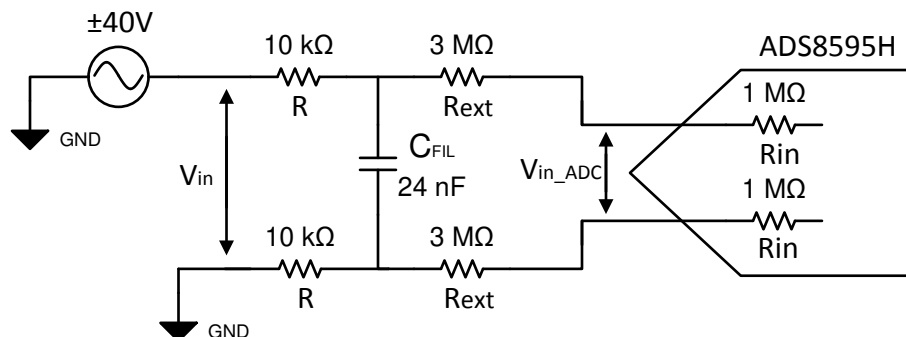 ±40V
10 kΩ
3 MΩ
ADS8595H
R
Rext
1 MΩ
GND
Rin
Vin
CFIL
24 nF
Vin_ADC
1 MΩ
10 kΩ
3 MΩ
Rin
R
Rext
GND